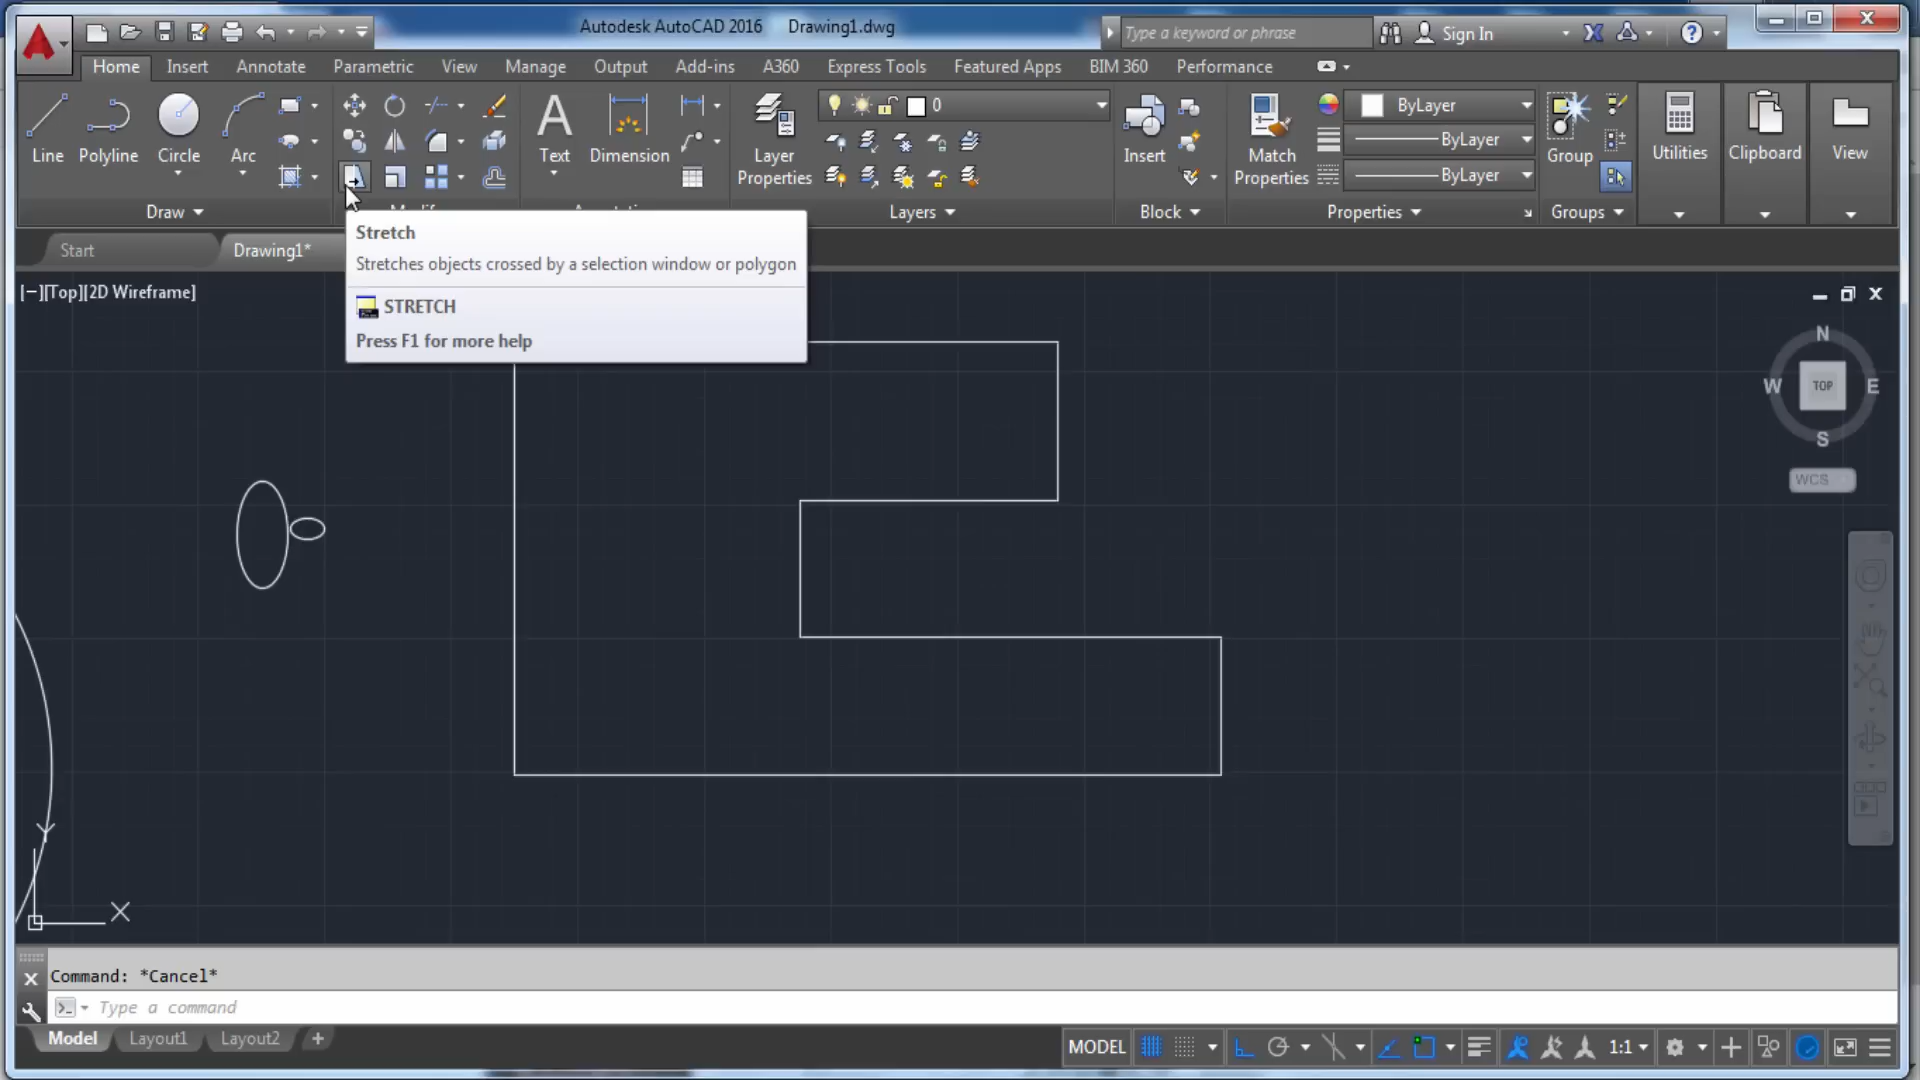 Autodesk AutoCAD 2016 Drawing1.dwg
Type a keyword or phrase
Sign In
Home Insert Annotate Parametric View Manage Output Add-ins A360 Express Tools Featured Apps BIM 360 Performance
0
ByLayer
ByLayer
ByLayer
Line Polyline Circle Arc
A
Text Dimension
Layer Properties
Insert
Match Properties
Group
Utilities Clipboard View
Draw
Layers Block Properties Groups
Start Drawing1*
Stretch
Stretches objects crossed by a selection window or polygon
STRETCH
Press F1 for more help
[−][Top][2D Wireframe]
N
W TOP E
S
WCS
Y
X
Command: *Cancel*
Type a command
Model Layout1 Layout2 +
MODEL 1:1